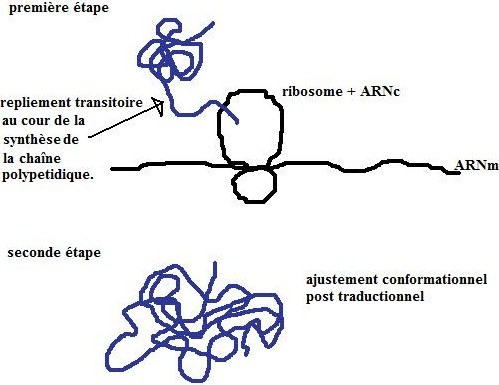 première étape
ribosome + ARNc
repliement transitoire
au cour de la
synthèse de
la chaîne
polypetidique.
ARNm
seconde étape
ajustement conformationnel
post traductionnel